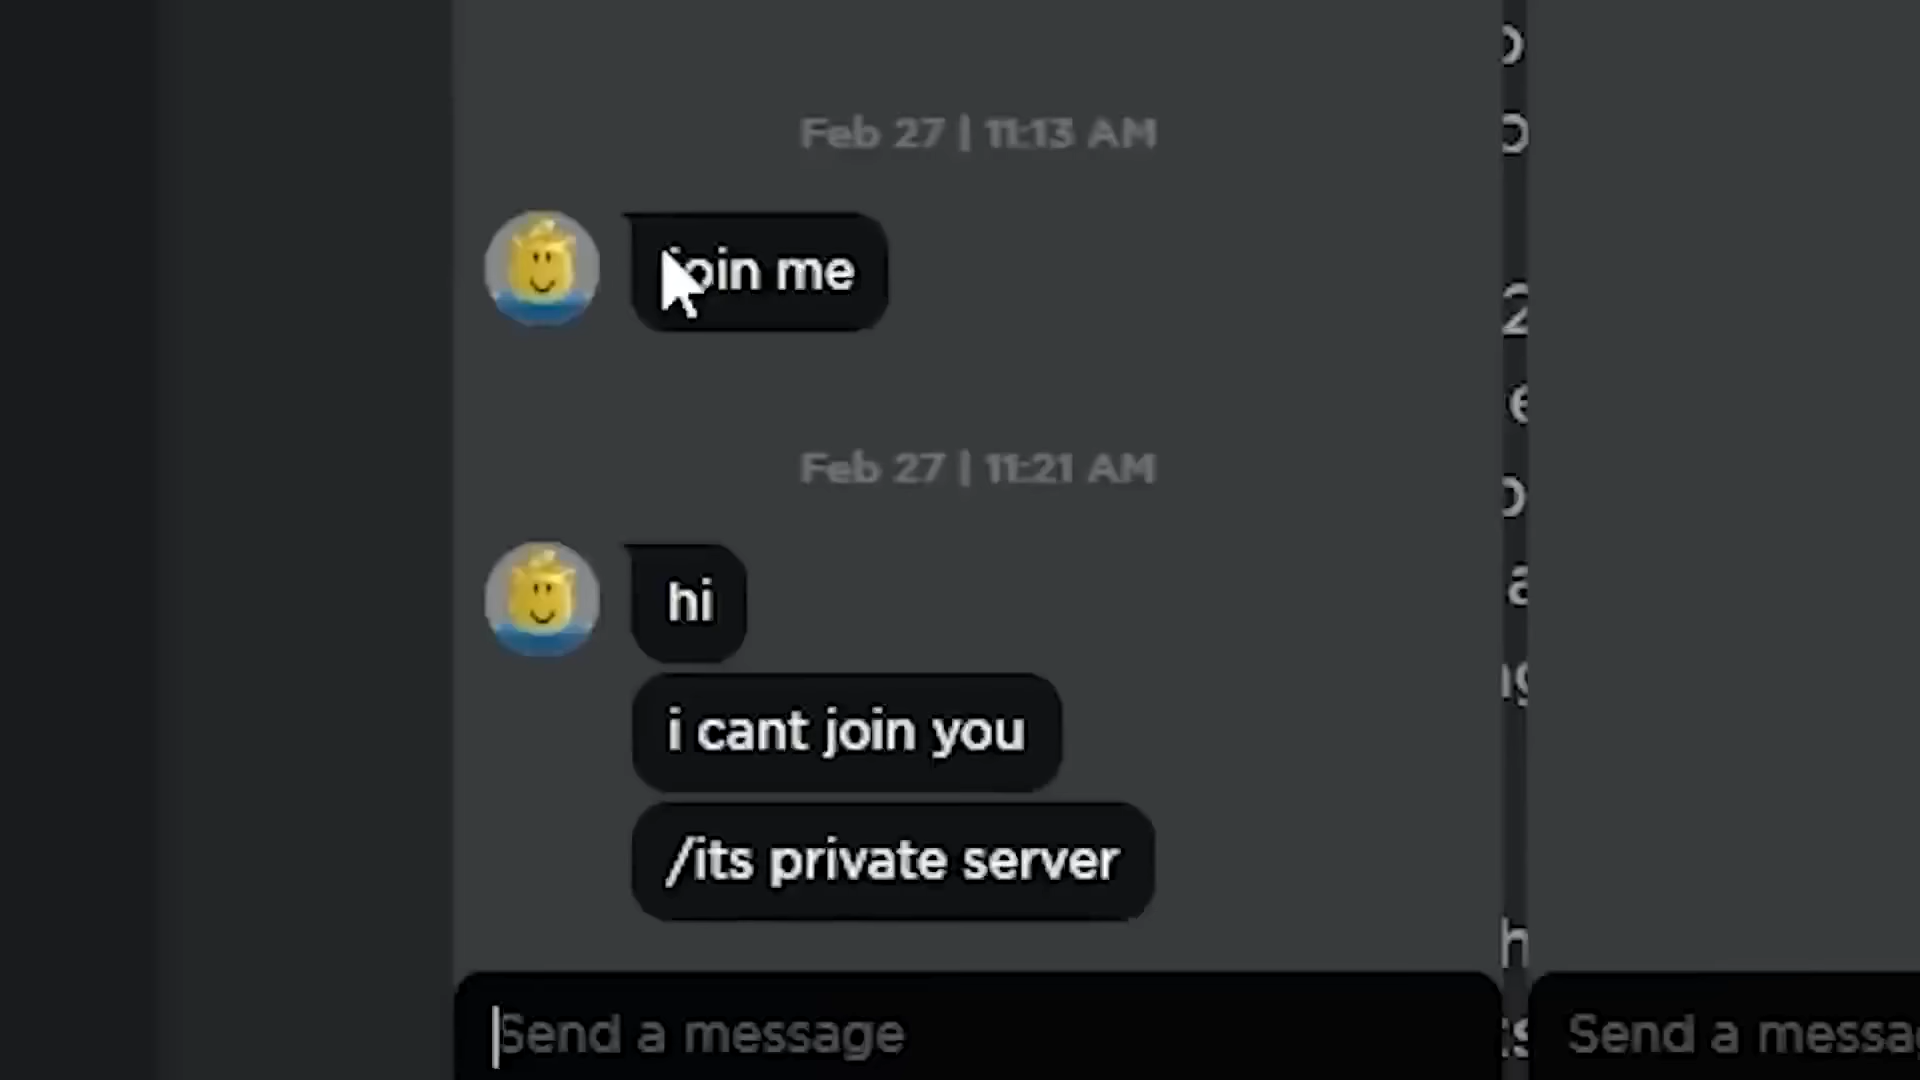 Feb 27 | 11:13 AM
join me
Feb 27 | 11:21 AM
hi
i cant join you
/its private server
Send a message
Send a messa